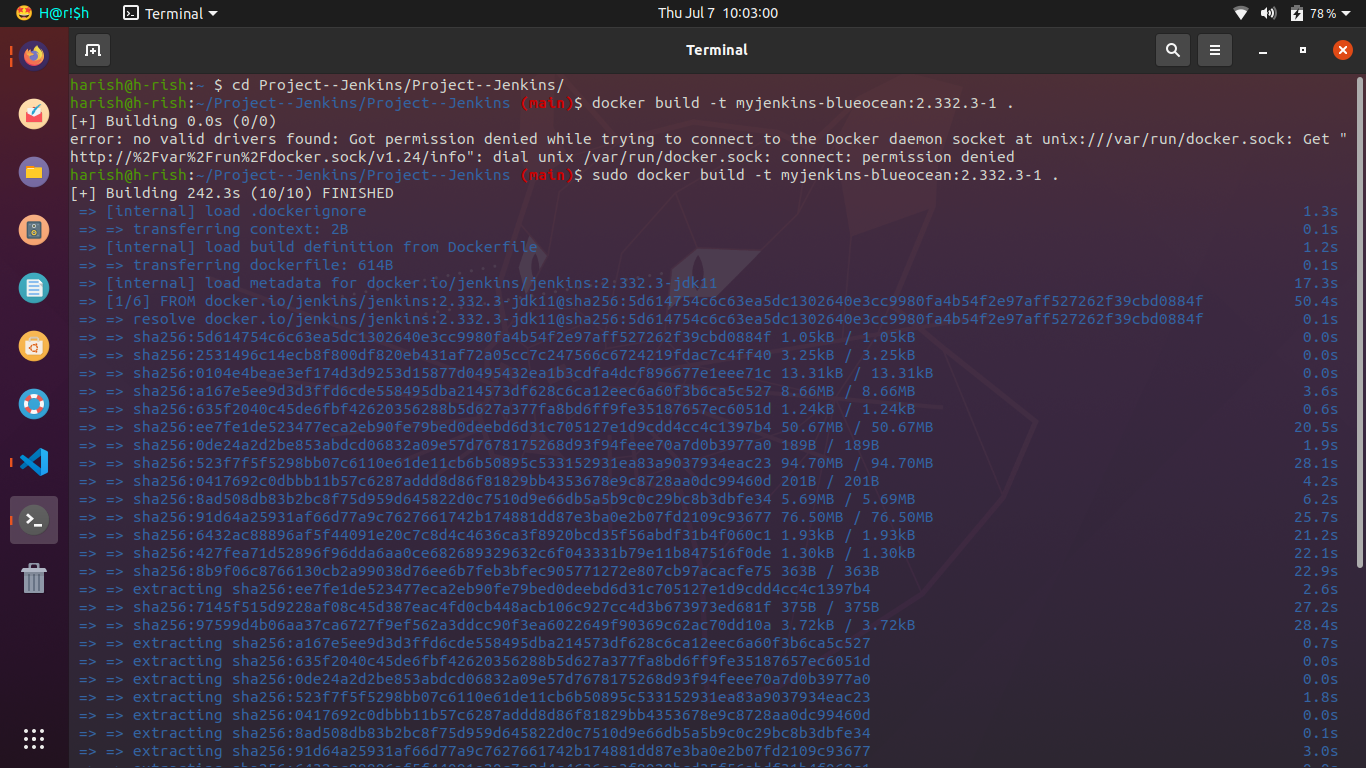 H@r!$h
Terminal
Thu Jul 7 10:03:00
78%
Terminal
harish@h-rish:~ $ cd Project--Jenkins/Project--Jenkins/
harish@h-rish:~/Project--Jenkins/Project--Jenkins (main)$ docker build -t myjenkins-blueocean:2.332.3-1 .
[+] Building 0.0s (0/0)
error: no valid drivers found: Got permission denied while trying to connect to the Docker daemon socket at unix:///var/run/docker.sock: Get "
http://%2Fvar%2Frun%2Fdocker.sock/v1.24/info": dial unix /var/run/docker.sock: connect: permission denied
harish@h-rish:~/Project--Jenkins/Project--Jenkins (main)$ sudo docker build -t myjenkins-blueocean:2.332.3-1 .
[+] Building 242.3s (10/10) FINISHED
=> [internal] load .dockerignore 1.3s
=> => transferring context: 2B 0.1s
=> [internal] load build definition from Dockerfile 1.2s
=> => transferring dockerfile: 614B 0.1s
=> [internal] load metadata for docker.io/jenkins/jenkins:2.332.3-jdk11 17.3s
=> [1/6] FROM docker.io/jenkins/jenkins:2.332.3-jdk11@sha256:5d614754c6c63ea5dc1302640e3cc9980fa4b54f2e97aff527262f39cbd0884f 50.4s
=> => resolve docker.io/jenkins/jenkins:2.332.3-jdk11@sha256:5d614754c6c63ea5dc1302640e3cc9980fa4b54f2e97aff527262f39cbd0884f 0.1s
=> => sha256:5d614754c6c63ea5dc1302640e3cc9980fa4b54f2e97aff527262f39cbd0884f 1.05kB / 1.05kB 0.0s
=> => sha256:2531496c14ecb8f800df820eb431af72a05cc7c247566c6724219fdac7c4ff40 3.25kB / 3.25kB 0.0s
=> => sha256:0104e4beae3ef174d3d9253d15877d0495432ea1b3cdfa4dcf896677e1eee71c 13.31kB / 13.31kB 0.0s
=> => sha256:a167e5ee9d3d3ffd6cde558495dba214573df628c6ca12eec6a60f3b6ca5c527 8.66MB / 8.66MB 3.6s
=> => sha256:635f2040c45de6fbf42620356288b5d627a377fa8bd6ff9fe35187657ec6051d 1.24kB / 1.24kB 0.6s
=> => sha256:ee7fe1de523477eca2eb90fe79bed0deebd6d31c705127e1d9cdd4cc4c1397b4 50.67MB / 50.67MB 20.5s
=> => sha256:0de24a2d2be853abdcd06832a09e57d7678175268d93f94feee70a7d0b3977a0 189B / 189B 1.9s
=> => sha256:523f7f5f5298bb07c6110e61de11cb6b50895c533152931ea83a9037934eac23 94.70MB / 94.70MB 28.1s
=> => sha256:0417692c0dbbb11b57c6287addd8d86f81829bb4353678e9c8728aa0dc99460d 201B / 201B 4.2s
=> => sha256:8ad508db83b2bc8f75d959d645822d0c7510d9e66db5a5b9c0c29bc8b3dbfe34 5.69MB / 5.69MB 6.2s
=> => sha256:91d64a25931af66d77a9c7627661742b174881dd87e3ba0e2b07fd2109c93677 76.50MB / 76.50MB 25.7s
=> => sha256:6432ac88896af5f44091e20c7c8d4c4636ca3f8920bcd35f56abdf31b4f060c1 1.93kB / 1.93kB 21.2s
=> => sha256:427fea71d52896f96dda6aa0ce682689329632c6f043331b79e11b847516f0de 1.30kB / 1.30kB 22.1s
=> => sha256:8b9f06c8766130cb2a99038d76ee6b7feb3bfec905771272e807cb97acacfe75 363B / 363B 22.9s
=> => extracting sha256:ee7fe1de523477eca2eb90fe79bed0deebd6d31c705127e1d9cdd4cc4c1397b4 2.6s
=> => sha256:7145f515d9228af08c45d387eac4fd0cb448acb106c927cc4d3b673973ed681f 375B / 375B 27.2s
=> => sha256:97599d4b06aa37ca6727f9ef562a3ddcc90f3ea6022649f90369c62ac70dd10a 3.72kB / 3.72kB 28.4s
=> => extracting sha256:a167e5ee9d3d3ffd6cde558495dba214573df628c6ca12eec6a60f3b6ca5c527 0.7s
=> => extracting sha256:635f2040c45de6fbf42620356288b5d627a377fa8bd6ff9fe35187657ec6051d 0.0s
=> => extracting sha256:0de24a2d2be853abdcd06832a09e57d7678175268d93f94feee70a7d0b3977a0 0.0s
=> => extracting sha256:523f7f5f5298bb07c6110e61de11cb6b50895c533152931ea83a9037934eac23 1.8s
=> => extracting sha256:0417692c0dbbb11b57c6287addd8d86f81829bb4353678e9c8728aa0dc99460d 0.0s
=> => extracting sha256:8ad508db83b2bc8f75d959d645822d0c7510d9e66db5a5b9c0c29bc8b3dbfe34 0.1s
=> => extracting sha256:91d64a25931af66d77a9c7627661742b174881dd87e3ba0e2b07fd2109c93677 3.0s